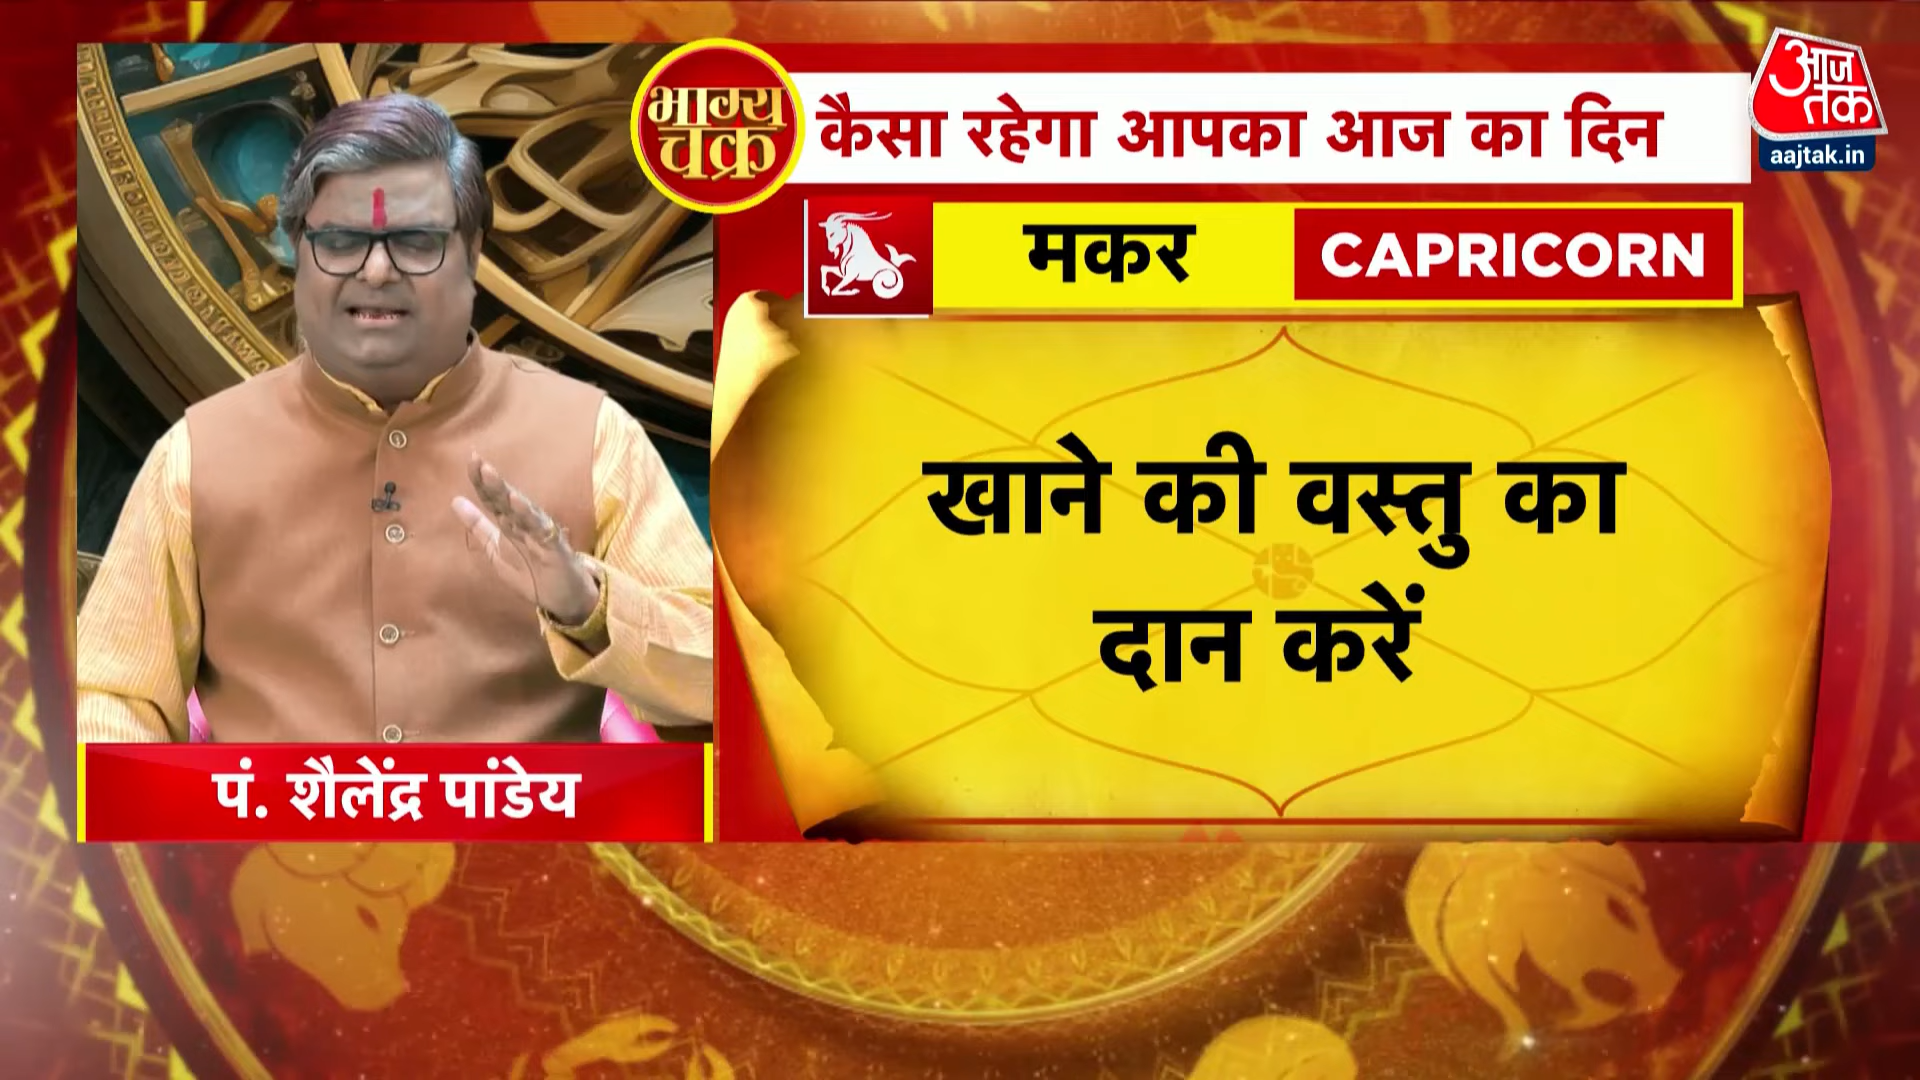 भाग्य
चक्र
कैसा रहेगा आपका आज का दिन
आज
तक
aajtak.in
मकर
CAPRICORN
खाने की वस्तु का
दान करें
पं. शैलेंद्र पांडेय